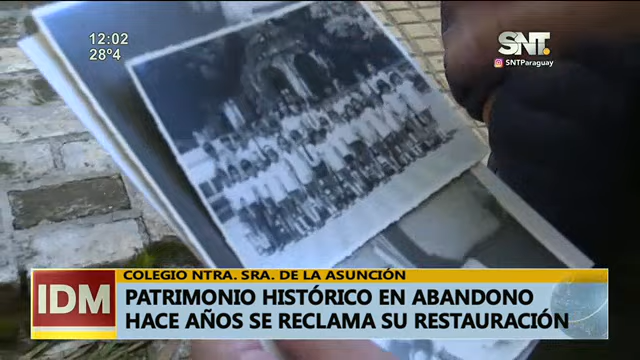 12:02
28°4
SNT
SNTParaguay
COLEGIO NTRA. SRA. DE LA ASUNCIÓN
IDM
PATRIMONIO HISTÓRICO EN ABANDONO
HACE AÑOS SE RECLAMA SU RESTAURACIÓN